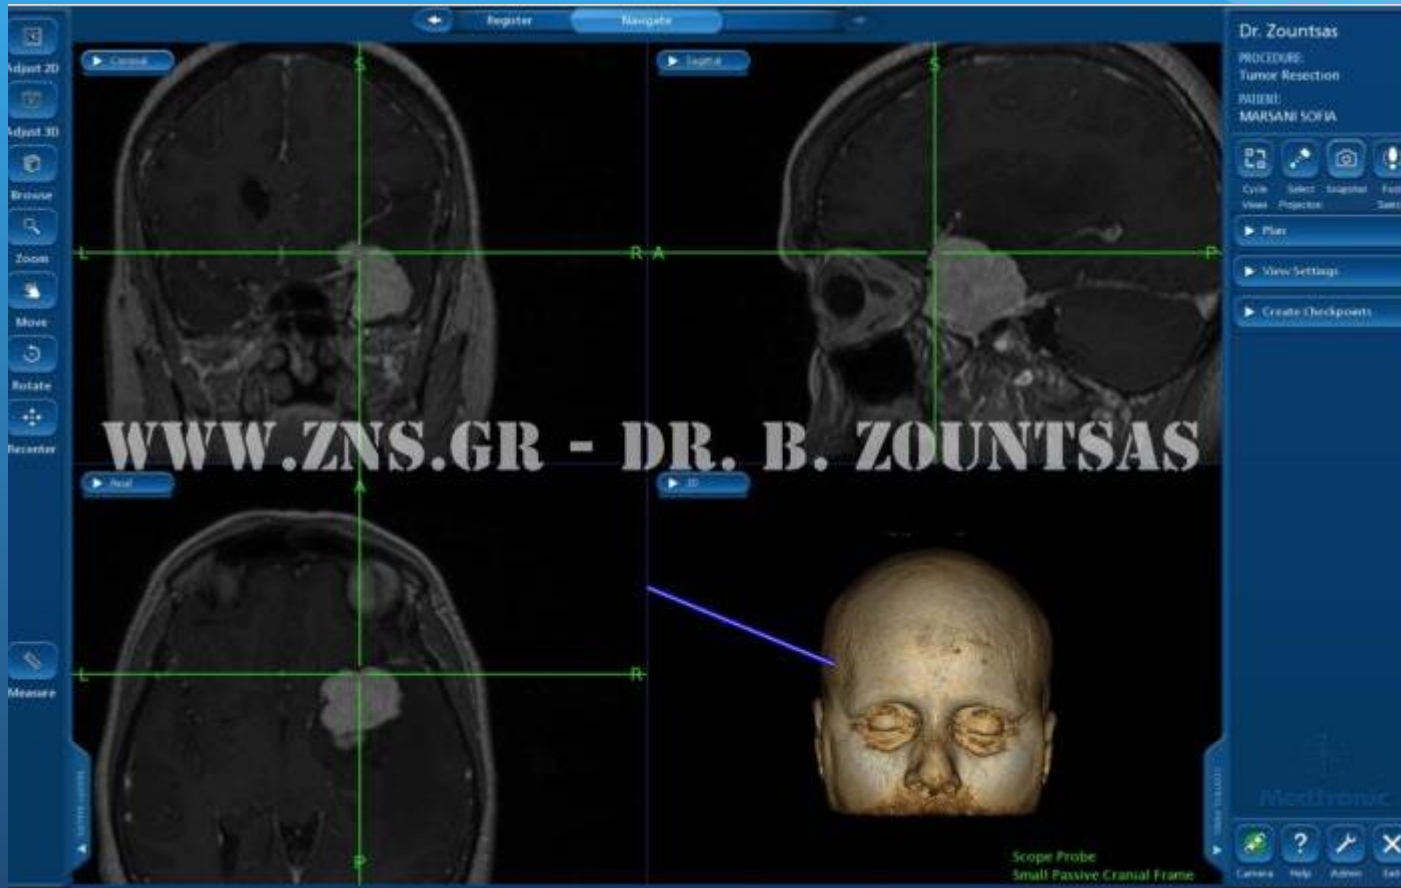 Register
Navigate
Adjust 2D
Adjust 3D
Browse
Zoom
Move
Rotate
Recenter
Measure
Coronal
S
L
R
Sagittal
S
A
P
WWW.ZNS.GR - DR. B. ZOUNTSAS
Axial
A
L
R
P
3D
Scope Probe
Small Passive Cranial Frame
Dr. Zountsas
PROCEDURE:
Tumor Resection
PATIENT:
MARSANI SOFIA
Cycle Views
Select Projection
Snapshot
Plan
View Settings
Create Checkpoints
Medtronic
Camera
Help
Admin
Exit